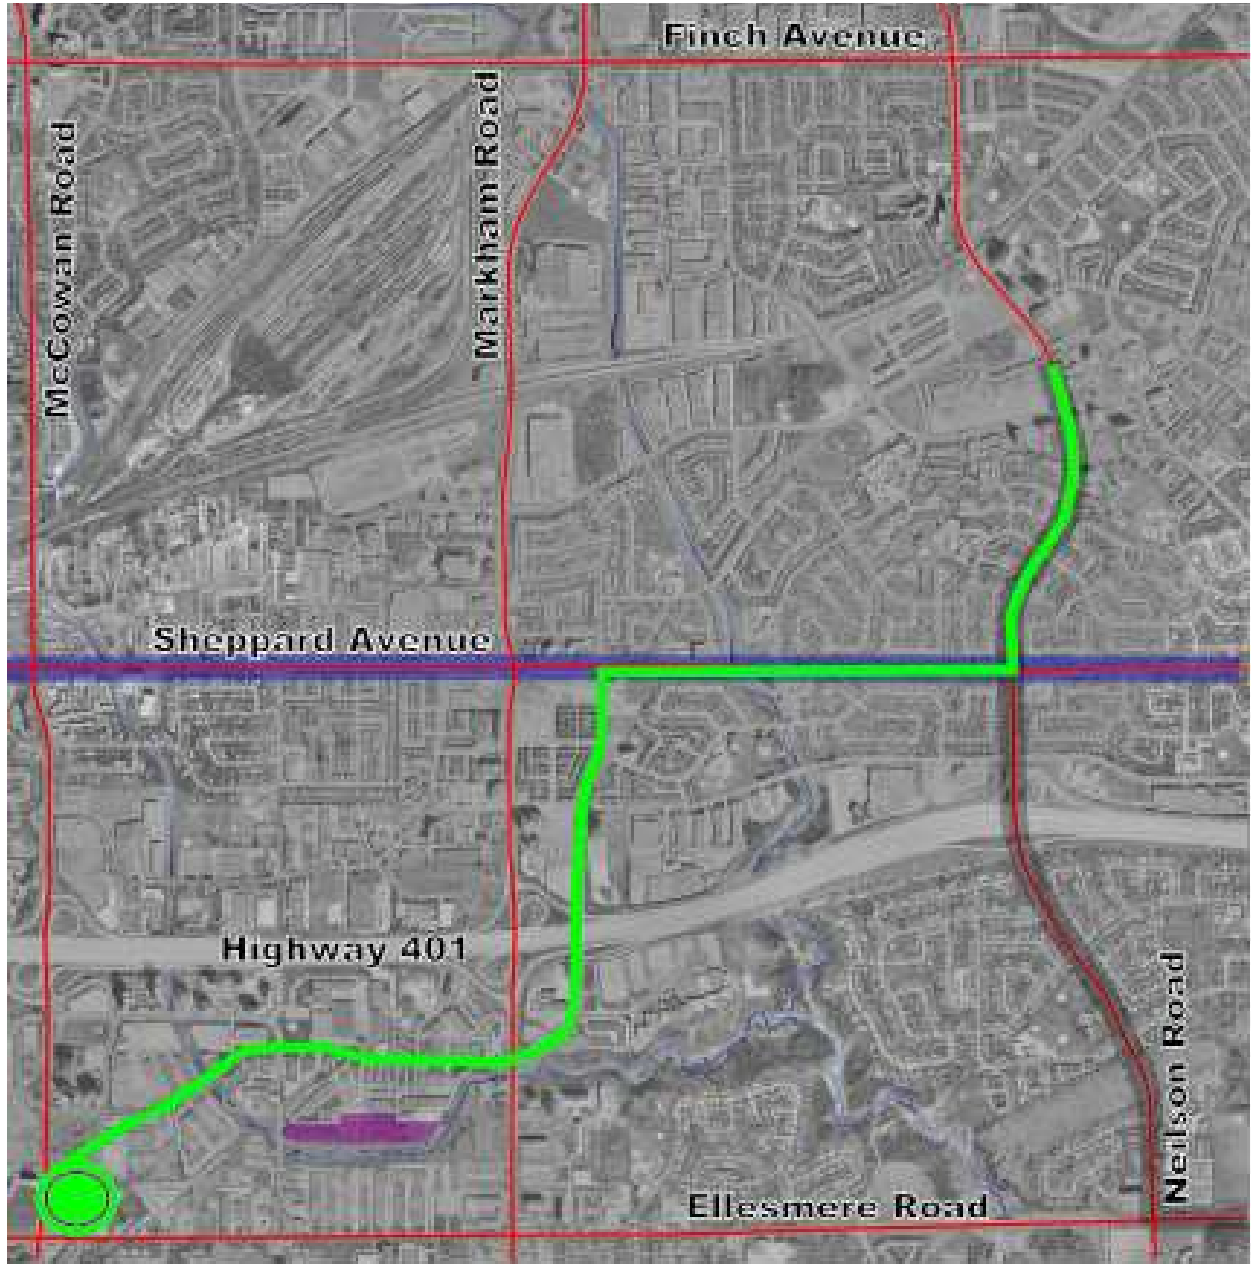 Finch Avenue
McCowan Road
Markham Road
Sheppard Avenue
Highway 401
Neilson Road
Ellesmere Road